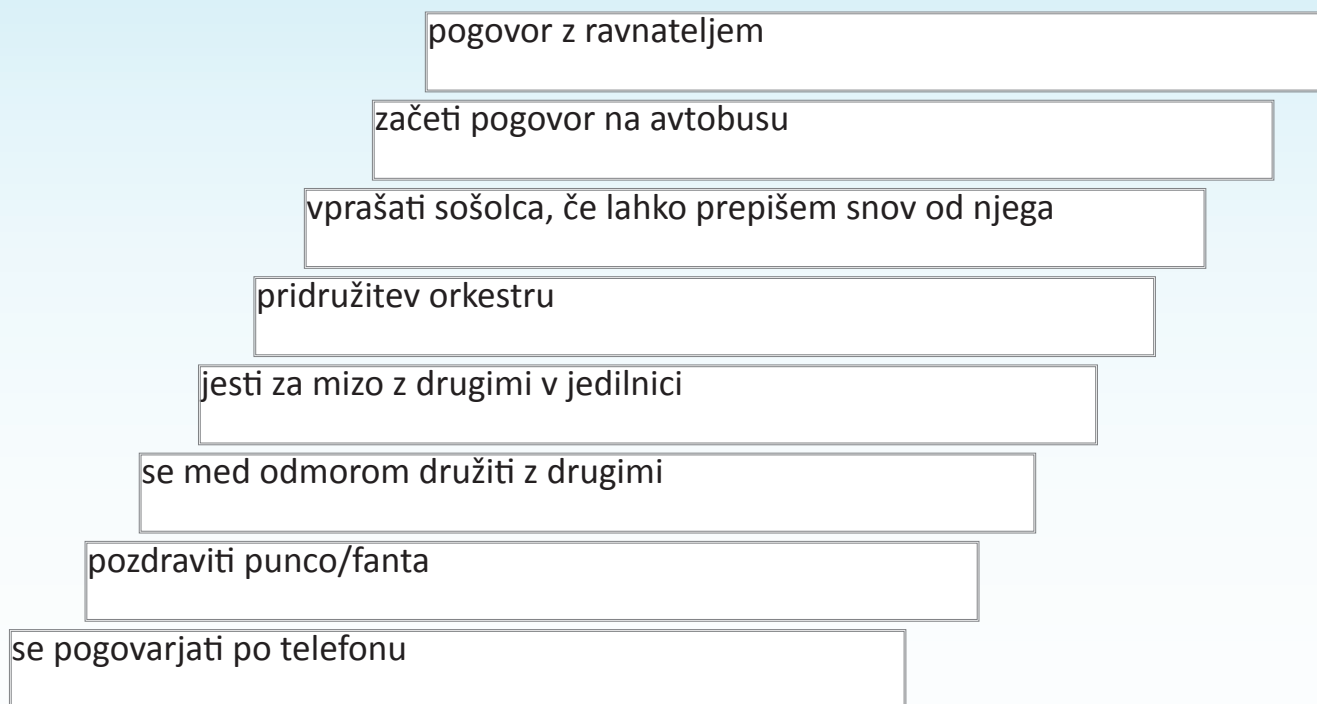 pogovor z ravnateljem
začeti pogovor na avtobusu
vprašati sošolca, če lahko prepišem snov od njega
pridružitev orkestru
jesti za mizo z drugimi v jedilnici
se med odmorom družiti z drugimi
pozdraviti punco/fanta
se pogovarjati po telefonu